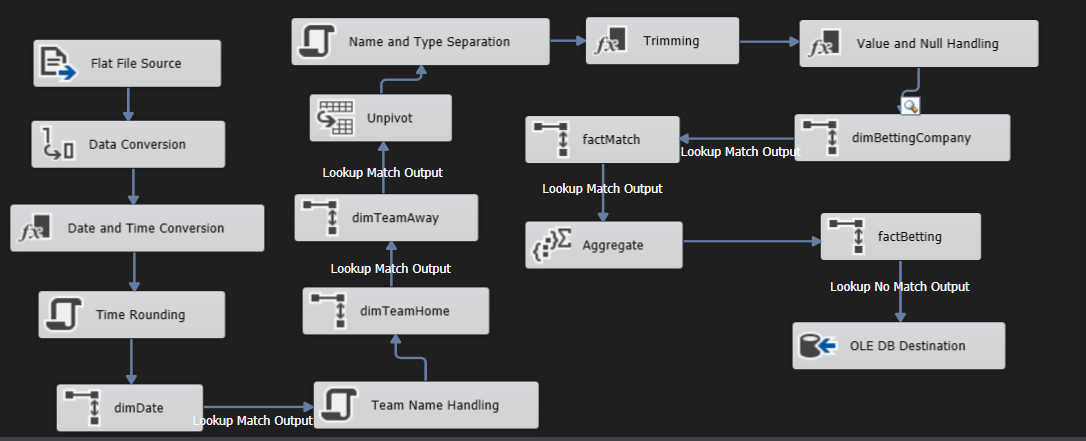 Flat File Source
Data Conversion
Date and Time Conversion
Time Rounding
dimDate
Lookup Match Output
Team Name Handling
dimTeamHome
Lookup Match Output
dimTeamAway
Lookup Match Output
Unpivot
Name and Type Separation
Trimming
Value and Null Handling
dimBettingCompany
Lookup Match Output
factMatch
Lookup Match Output
Aggregate
factBetting
Lookup No Match Output
OLE DB Destination